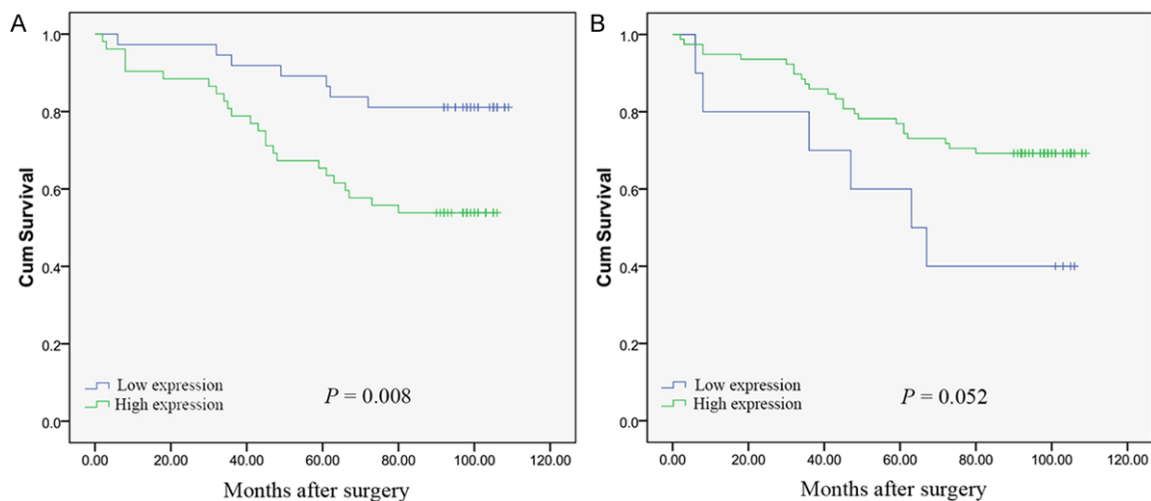 A
Cum Survival
1.0
0.8
0.6
0.4
0.2
0.0
Low expression
High expression
P = 0.008
0.00 20.00 40.00 60.00 80.00 100.00 120.00
Months after surgery
B
Cum Survival
1.0
0.8
0.6
0.4
0.2
0.0
Low expression
High expression
P = 0.052
0.00 20.00 40.00 60.00 80.00 100.00 120.00
Months after surgery